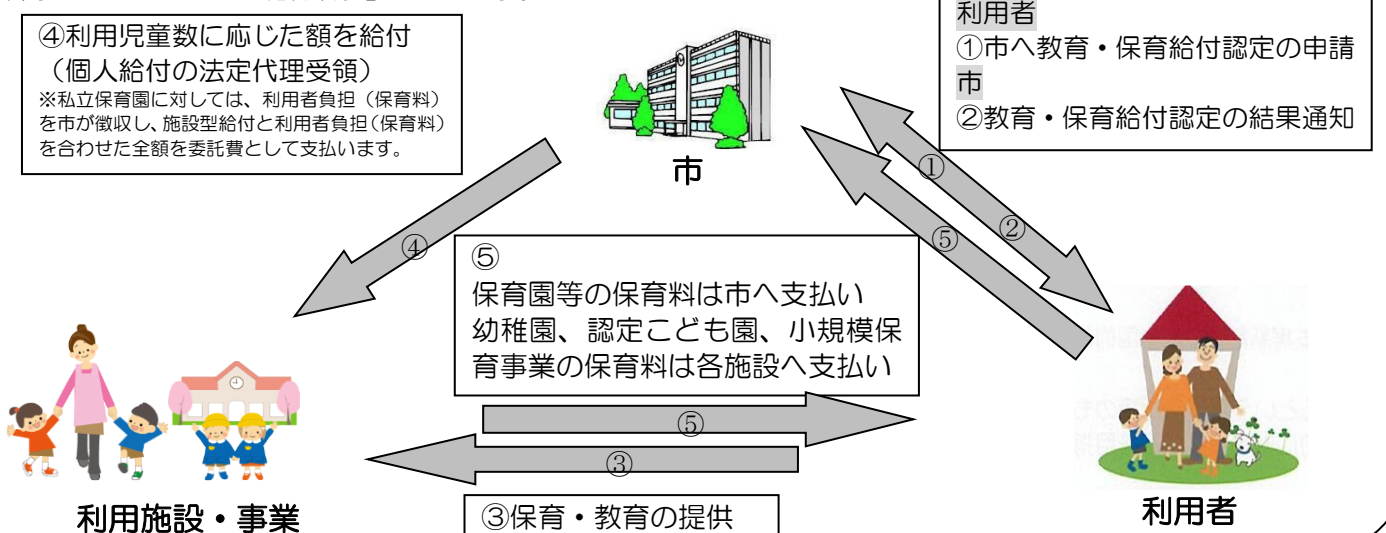 ④利用児童数に応じた額を給付
(個人給付の法定代理受領)
※私立保育園に対しては、利用者負担(保育料)
を市が徴収し、施設型給付と利用者負担(保育料)
を合わせた全額を委託費として支払います。
市
利用者
①市へ教育・保育給付認定の申請
市
②教育・保育給付認定の結果通知
①
②
⑤
④
⑤
保育園等の保育料は市へ支払い
幼稚園、認定こども園、小規模保
育事業の保育料は各施設へ支払い
⑤
③
③保育・教育の提供
利用施設・事業
利用者